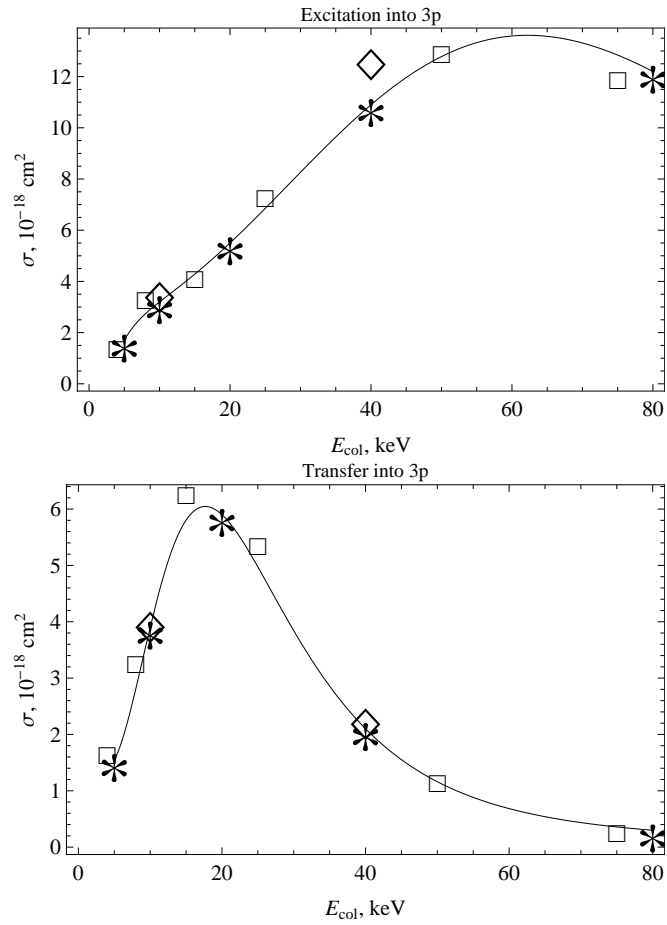 Excitation into 3p
12
10
8
6
4
2
0
σ, 10⁻¹⁸ cm²
0 20 40 60 80
E_col, keV
Transfer into 3p
6
5
4
3
2
1
0
σ, 10⁻¹⁸ cm²
0 20 40 60 80
E_col, keV